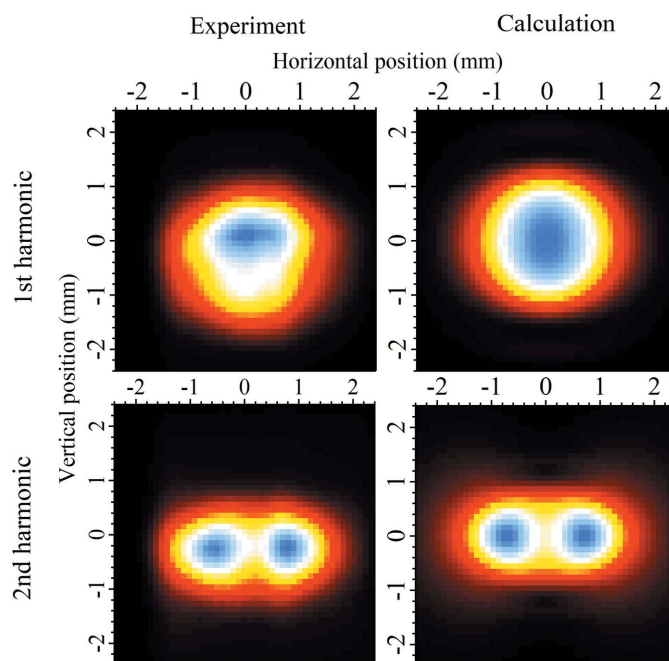 Experiment Calculation
Horizontal position (mm)
-2 -1 0 1 2 -2 -1 0 1 2
2 2
1 1
0 0
-1 -1
-2 -2
1st harmonic
Vertical position (mm)
-2 -1 0 1 2 -2 -1 0 1 2
2 2
1 1
0 0
-1 -1
-2 -2
2nd harmonic